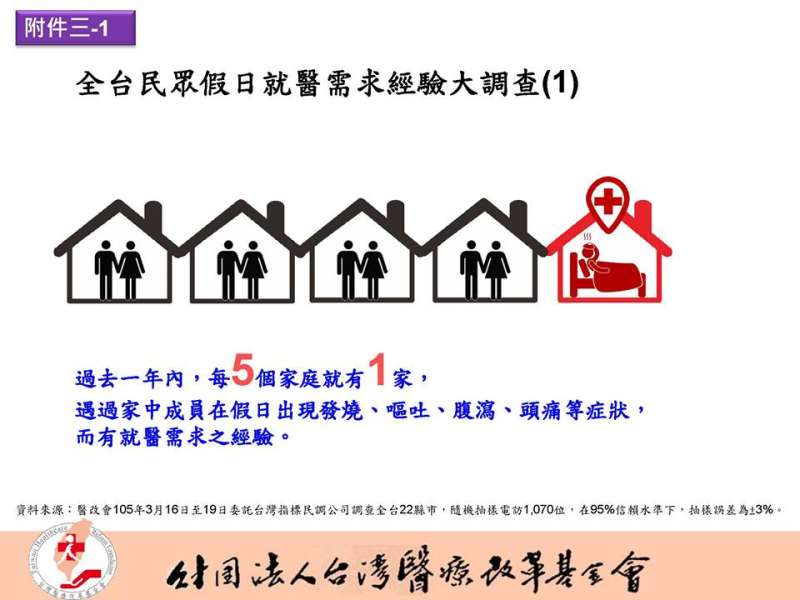 附件三-1
全台民眾假日就醫需求經驗大調查(1)
過去一年內，每5個家庭就有1家，
遇過家中成員在假日出現發燒、嘔吐、腹瀉、頭痛等症狀，
而有就醫需求之經驗。
資料來源：醫改會105年3月16日至19日委託台灣指標民調公司調查全台22縣市，隨機抽樣電訪1,070位，在95%信賴水準下，抽樣誤差為±3%。
財團法人台灣醫療改革基金會